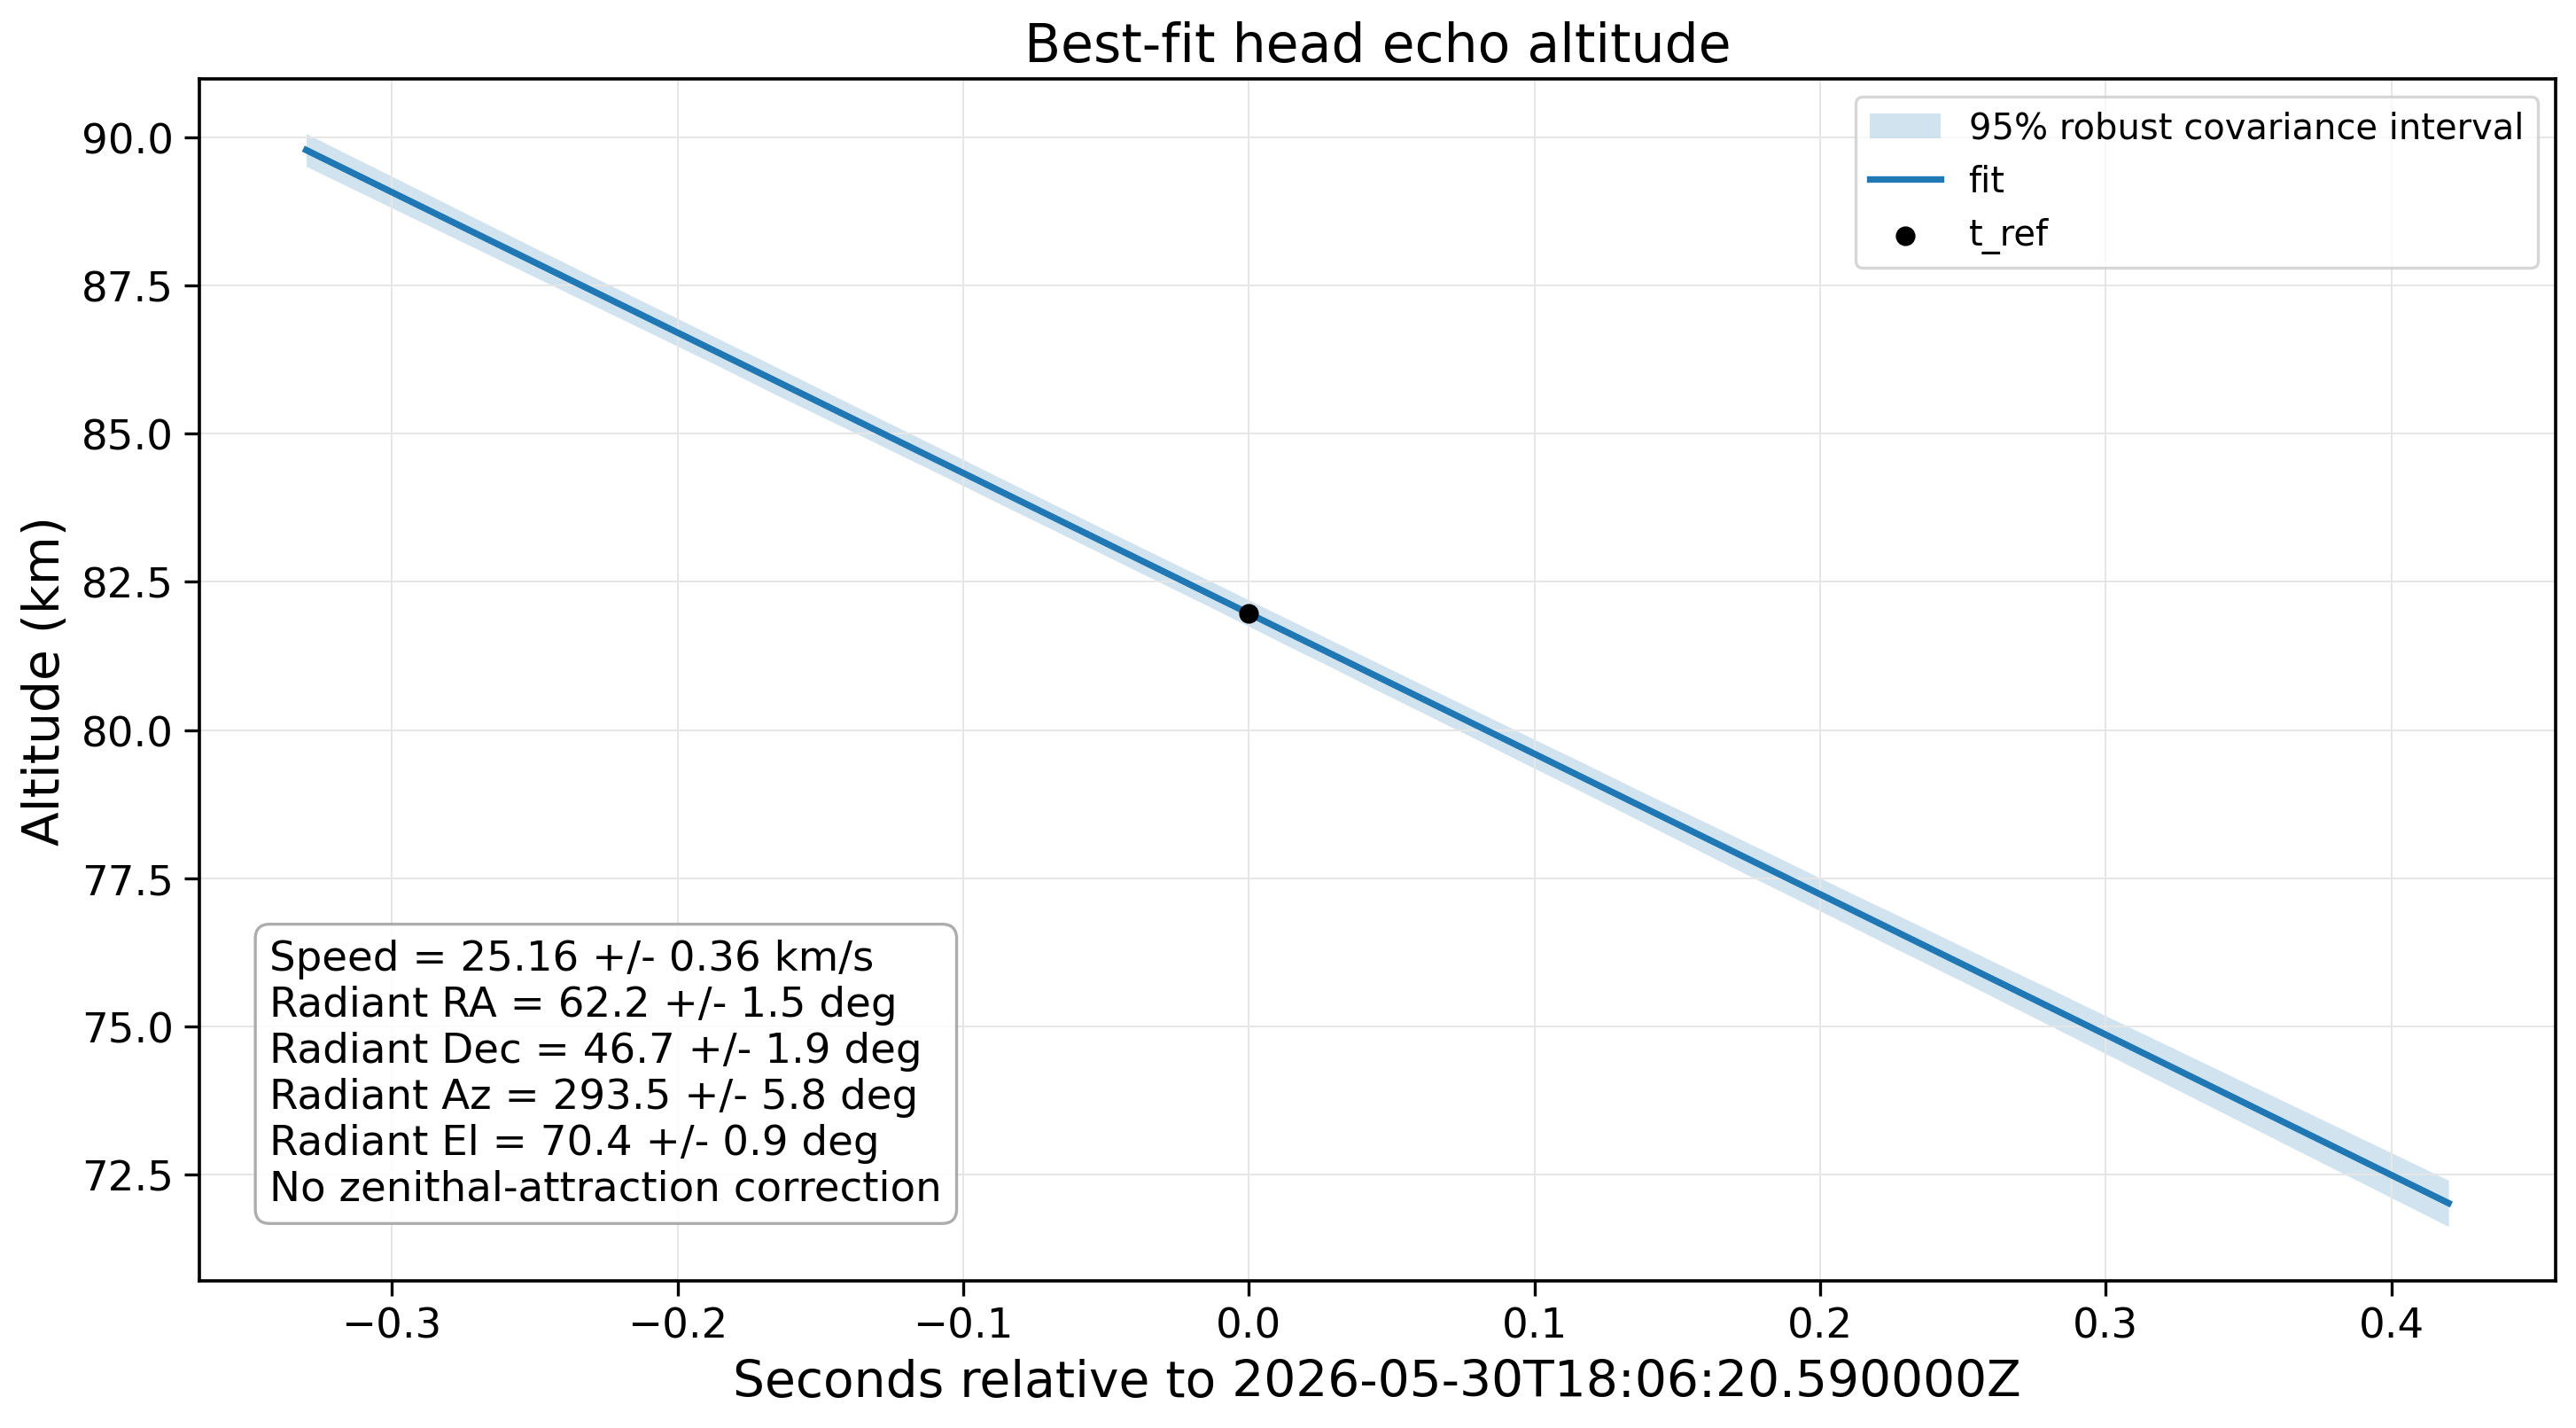 Best-fit head echo altitude
95% robust covariance interval
fit
t_ref
Altitude (km)
90.0
87.5
85.0
82.5
80.0
77.5
75.0
72.5
Speed = 25.16 +/- 0.36 km/s
Radiant RA = 62.2 +/- 1.5 deg
Radiant Dec = 46.7 +/- 1.9 deg
Radiant Az = 293.5 +/- 5.8 deg
Radiant El = 70.4 +/- 0.9 deg
No zenithal-attraction correction
−0.3 −0.2 −0.1 0.0 0.1 0.2 0.3 0.4
Seconds relative to 2026-05-30T18:06:20.590000Z